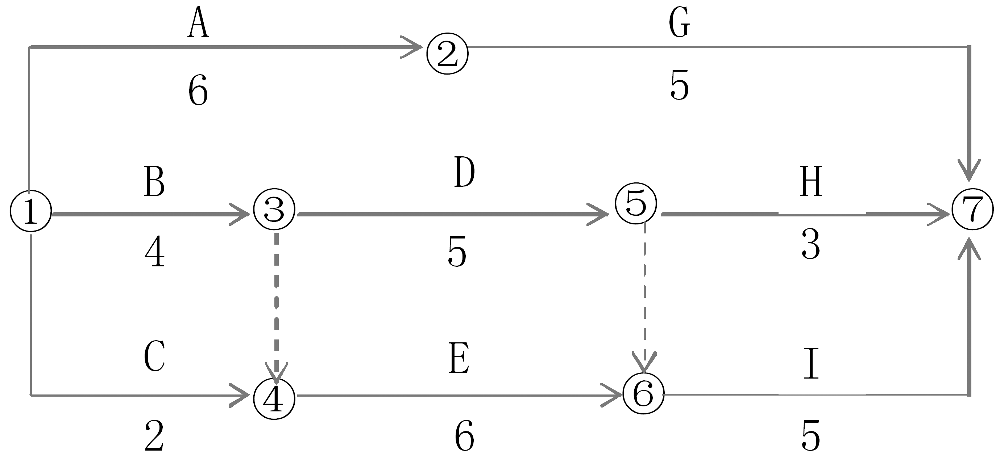 A G
② 
6 5
B D H
① ③ ⑤ ⑦
4 5 3
C E I
④ ⑥
2 6 5